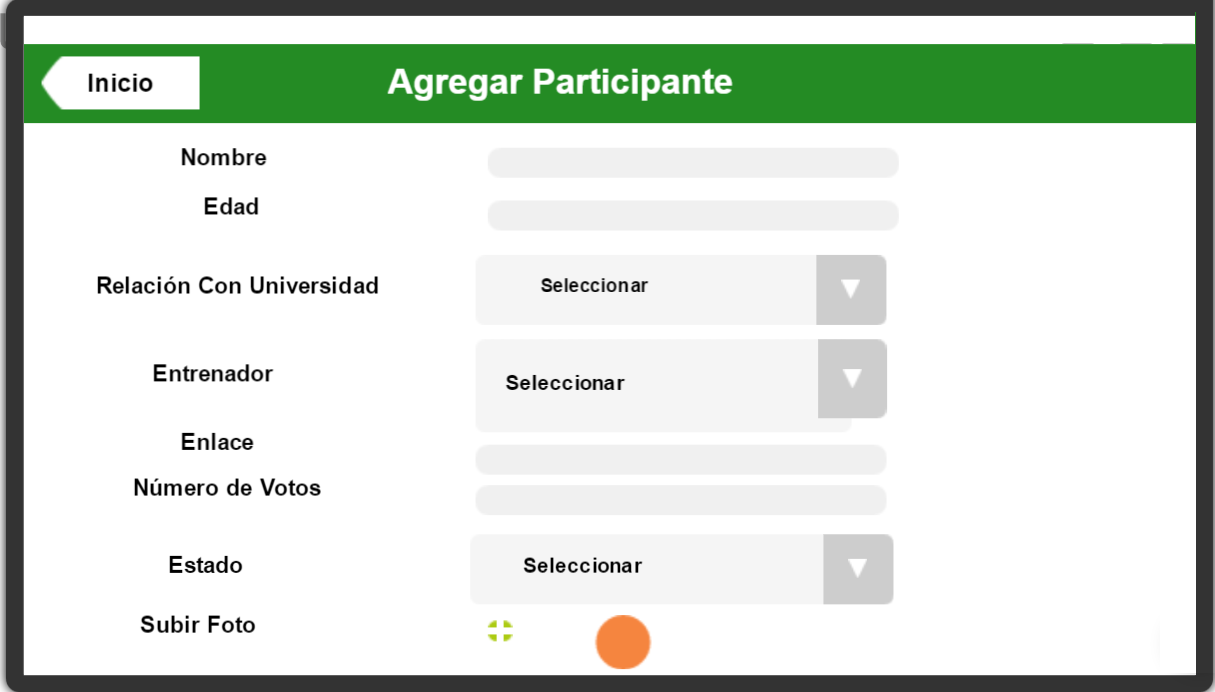 Inicio
Agregar Participante
Nombre
Edad
Relación Con Universidad
Seleccionar
Entrenador
Seleccionar
Enlace
Número de Votos
Estado
Seleccionar
Subir Foto